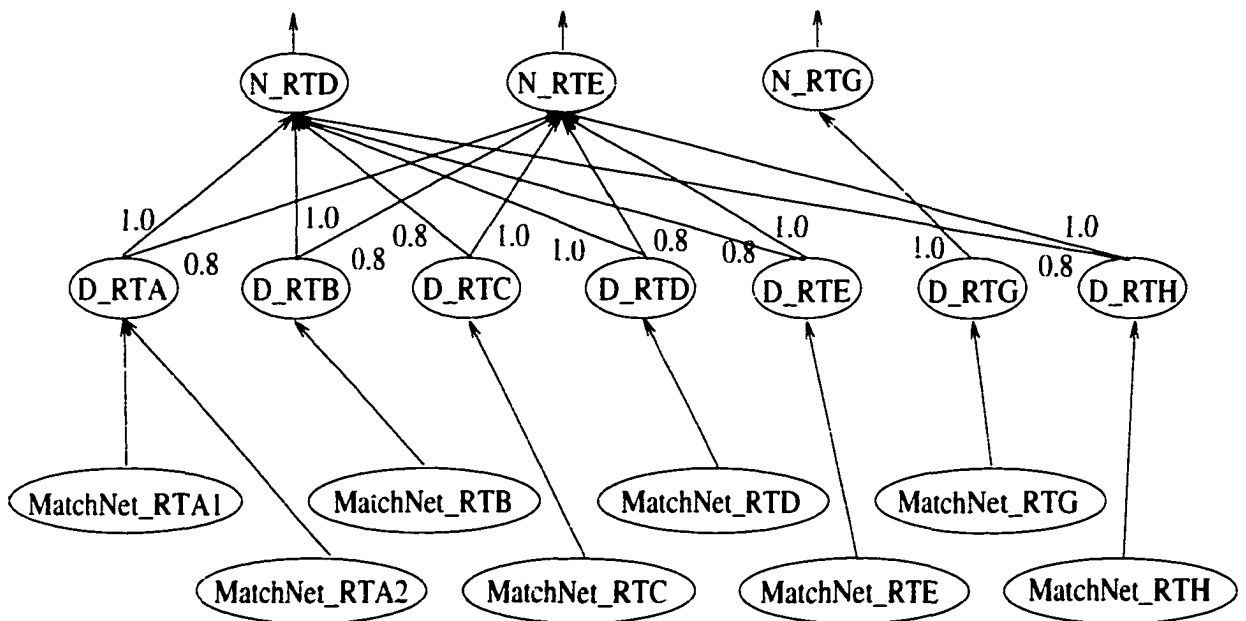 N_RTD N_RTE N_RTG
1.0 1.0 0.8 1.0 1.0 0.8 1.0 1.0 1.0
0.8 0.8 0.8 0.8
D_RTA D_RTB D_RTC D_RTD D_RTE D_RTG D_RTH
MatchNet_RTA1 MatchNet_RTB MatchNet_RTD MatchNet_RTG
MatchNet_RTA2 MatchNet_RTC MatchNet_RTE MatchNet_RTH